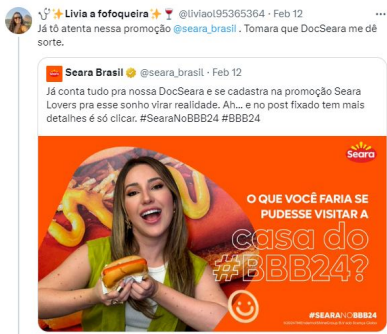 Livia a fofoqueira @liviaol95365364 · Feb 12
Já tô atenta nessa promoção @seara_brasil . Tomara que DocSeara me dê
sorte.
Seara Brasil @seara_brasil · Feb 12
Já conta tudo pra nossa DocSeara e se cadastra na promoção Seara
Lovers pra esse sonho virar realidade. Ah... e no post fixado tem mais
detalhes é só clicar. #SearaNoBBB24 #BBB24
Seara
O QUE VOCÊ FARIA SE
PUDESSE VISITAR A
casa do
#BBB24?
#SEARANOBBB24